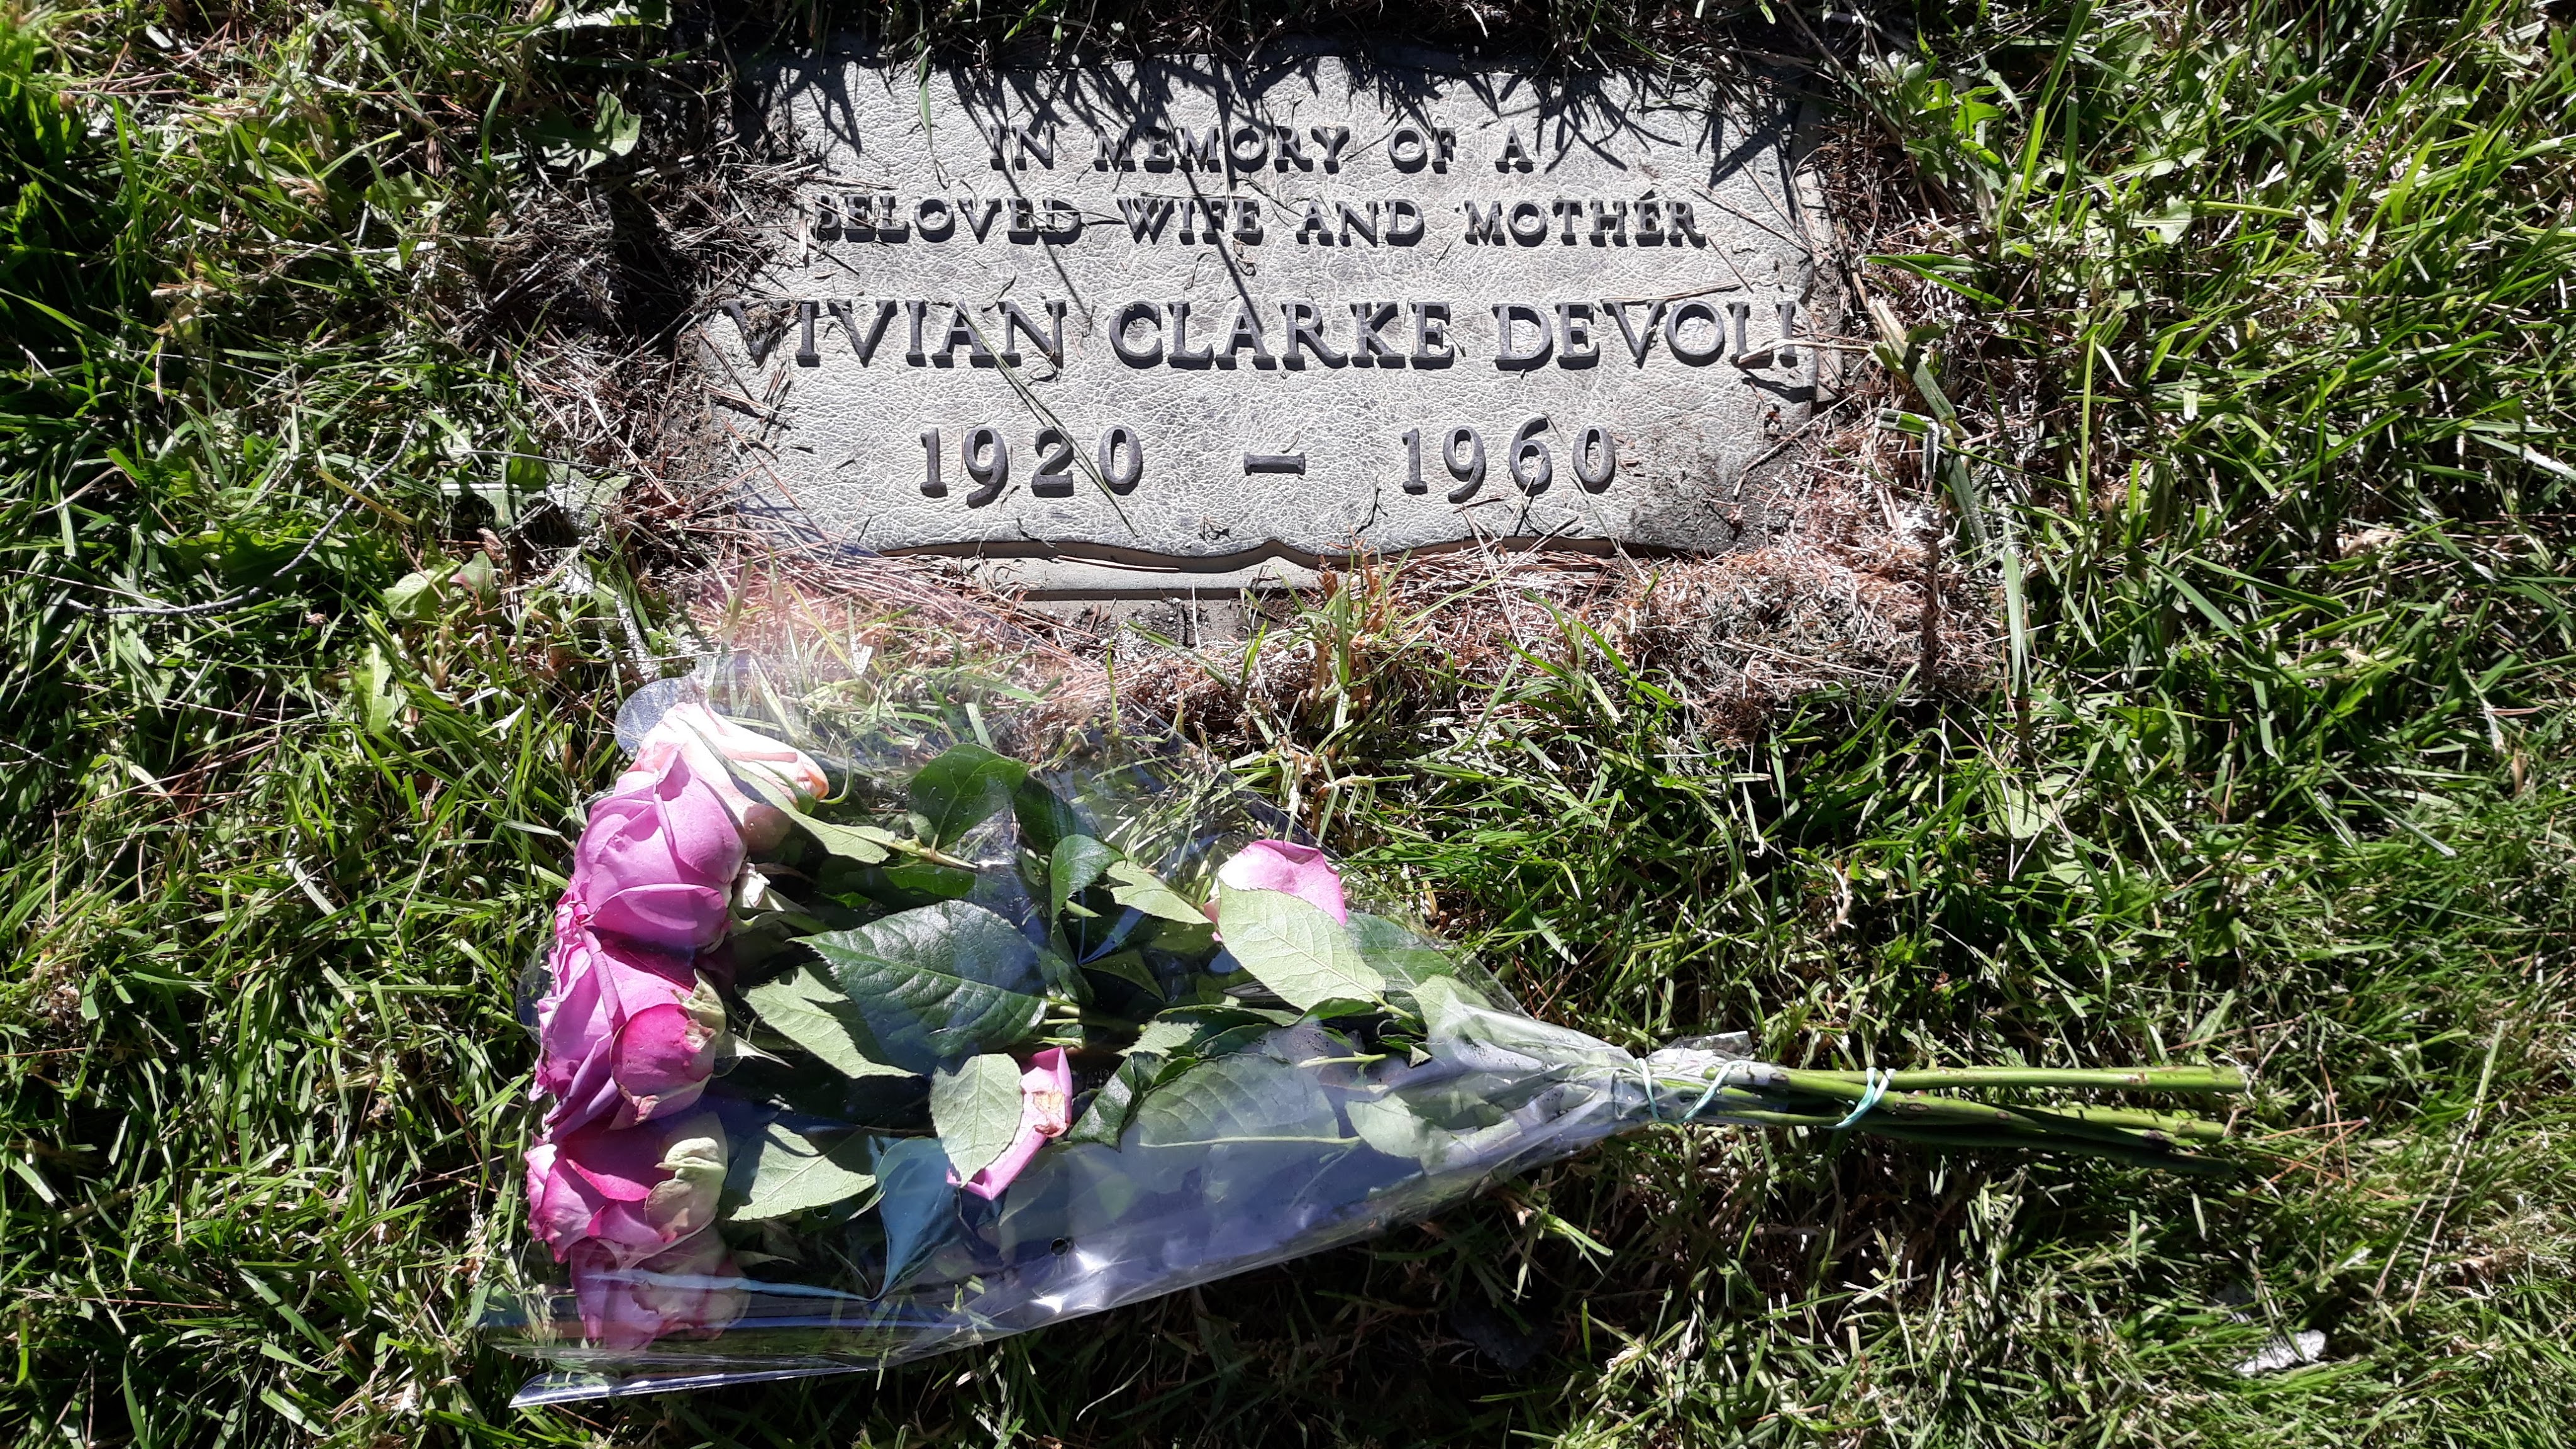 IN MEMORY OF A
BELOVED WIFE AND MOTHER
VIVIAN CLARKE DEVOLI
1920 – 1960